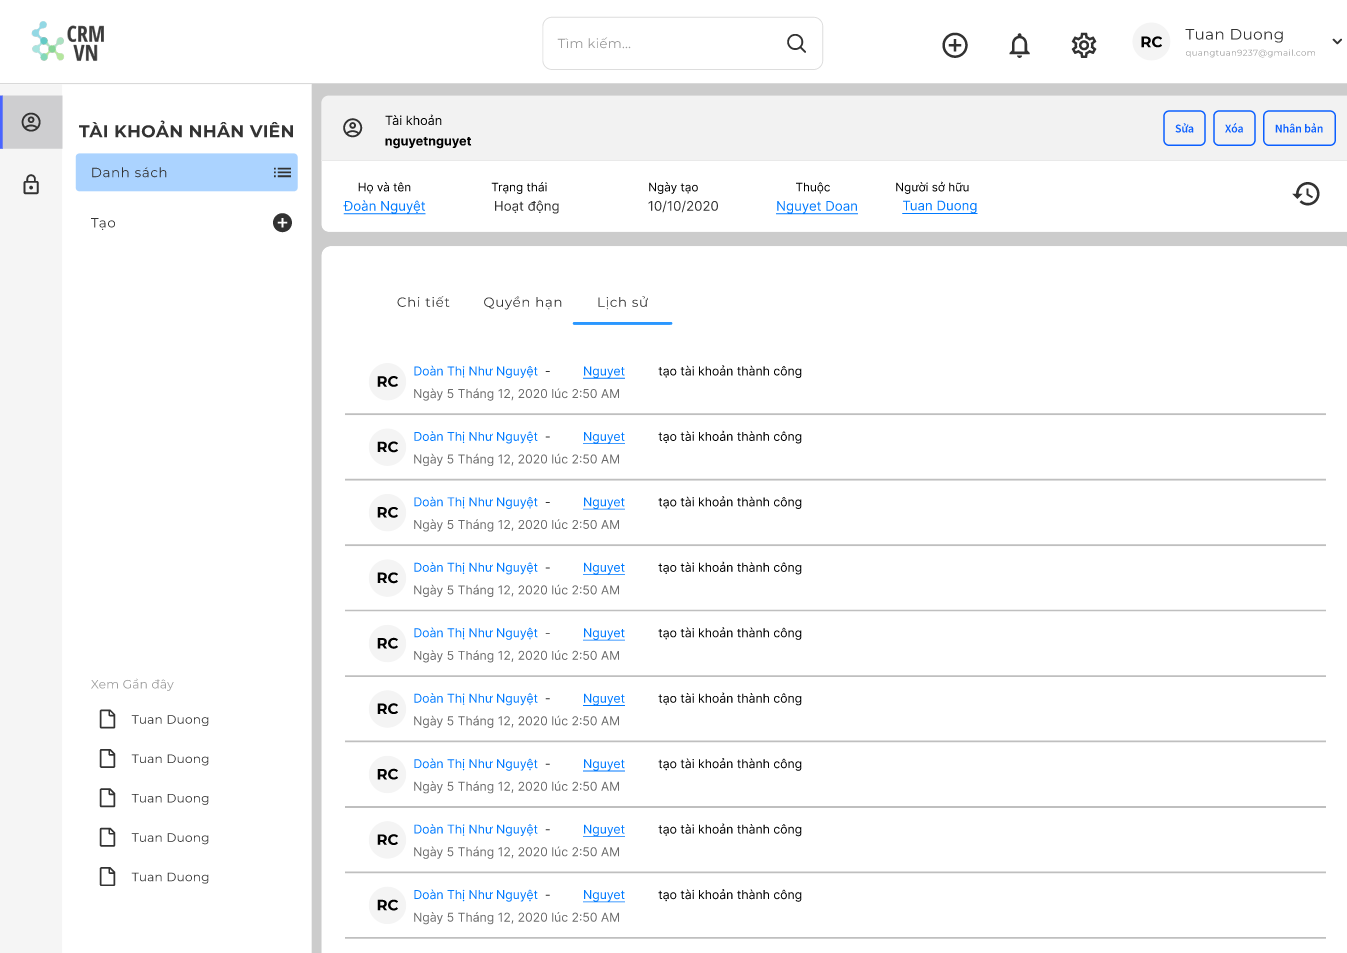 CRM
VN
Tìm kiếm...
RC
Tuan Duong
quangtuan9237@gmail.com
TÀI KHOẢN NHÂN VIÊN
Danh sách
Tạo
Xem Gần đây
Tuan Duong
Tuan Duong
Tuan Duong
Tuan Duong
Tuan Duong
Tài khoản
nguyetnguyet
Sửa Xóa Nhân bản
Họ và tên Trạng thái Ngày tạo Thuộc Người sở hữu
Đoàn Nguyệt Hoạt động 10/10/2020 Nguyet Doan Tuan Duong
Chi tiết Quyền hạn Lịch sử
RC
Doàn Thị Như Nguyệt - Nguyet tạo tài khoản thành công
Ngày 5 Tháng 12, 2020 lúc 2:50 AM
RC
Doàn Thị Như Nguyệt - Nguyet tạo tài khoản thành công
Ngày 5 Tháng 12, 2020 lúc 2:50 AM
RC
Doàn Thị Như Nguyệt - Nguyet tạo tài khoản thành công
Ngày 5 Tháng 12, 2020 lúc 2:50 AM
RC
Doàn Thị Như Nguyệt - Nguyet tạo tài khoản thành công
Ngày 5 Tháng 12, 2020 lúc 2:50 AM
RC
Doàn Thị Như Nguyệt - Nguyet tạo tài khoản thành công
Ngày 5 Tháng 12, 2020 lúc 2:50 AM
RC
Doàn Thị Như Nguyệt - Nguyet tạo tài khoản thành công
Ngày 5 Tháng 12, 2020 lúc 2:50 AM
RC
Doàn Thị Như Nguyệt - Nguyet tạo tài khoản thành công
Ngày 5 Tháng 12, 2020 lúc 2:50 AM
RC
Doàn Thị Như Nguyệt - Nguyet tạo tài khoản thành công
Ngày 5 Tháng 12, 2020 lúc 2:50 AM
RC
Doàn Thị Như Nguyệt - Nguyet tạo tài khoản thành công
Ngày 5 Tháng 12, 2020 lúc 2:50 AM